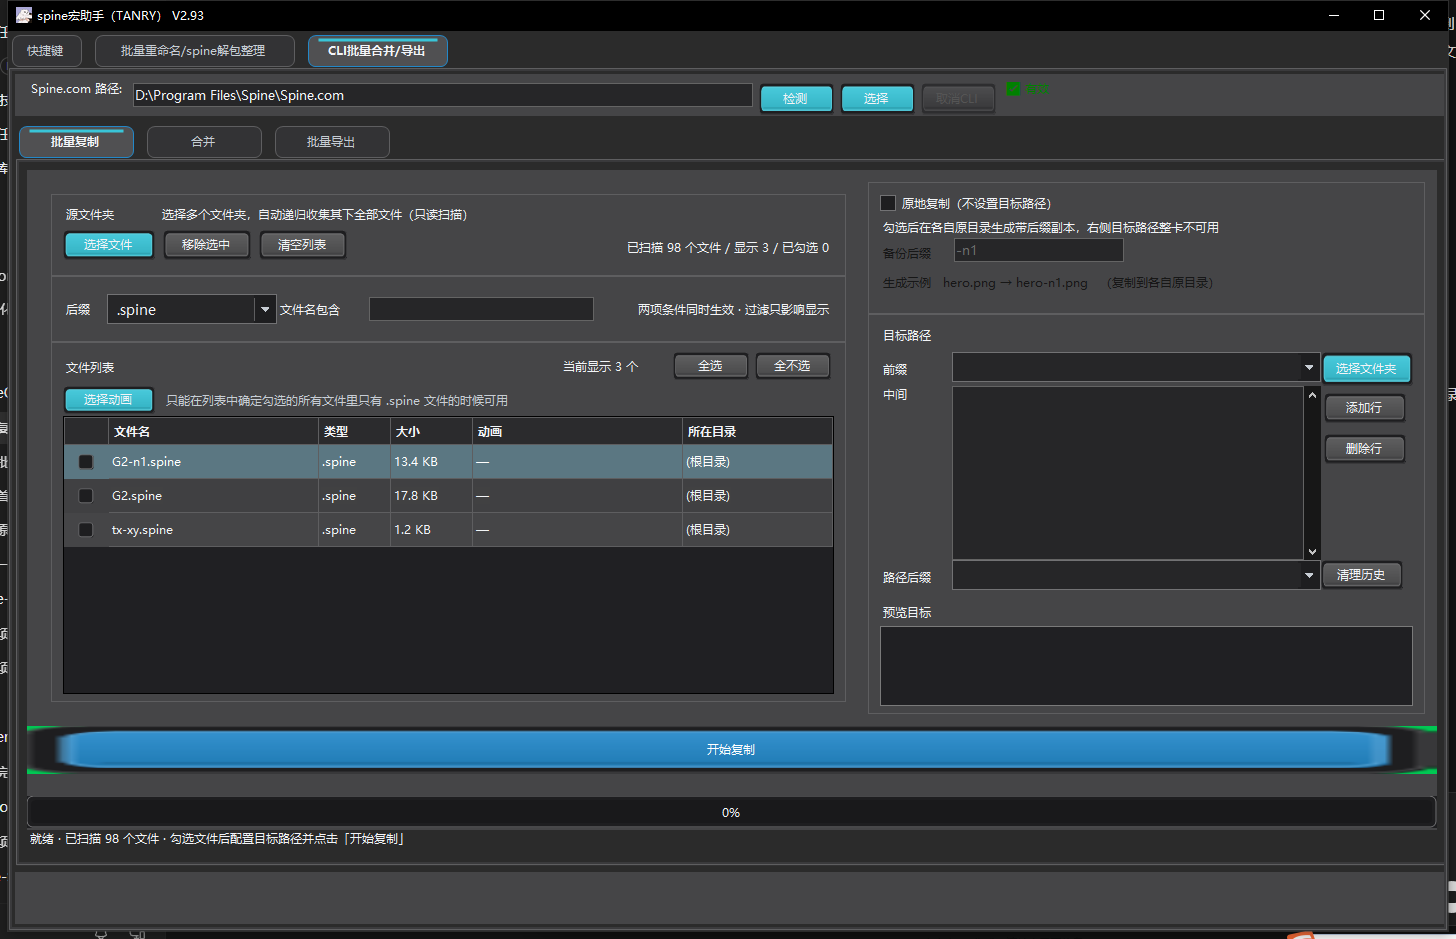 spine宏助手（TANRY） V2.93
快捷键
批量重命名/spine解包整理
CLI批量合并/导出
Spine.com 路径:
D:\Program Files\Spine\Spine.com
检测
选择
取消CLI
有效
批量复制
合并
批量导出
源文件夹
选择多个文件夹，自动递归收集其下全部文件（只读扫描）
选择文件
移除选中
清空列表
已扫描 98 个文件 / 显示 3 / 已勾选 0
后缀
.spine
文件名包含
两项条件同时生效 · 过滤只影响显示
文件列表
当前显示 3 个
全选
全不选
选择动画
只能在列表中确定勾选的所有文件里只有 .spine 文件的时候可用
文件名 类型 大小 动画 所在目录
G2-n1.spine .spine 13.4 KB — (根目录)
G2.spine .spine 17.8 KB — (根目录)
tx-xy.spine .spine 1.2 KB — (根目录)
原地复制（不设置目标路径）
勾选后在各自原目录生成带后缀副本，右侧目标路径整卡不可用
备份后缀
-n1
生成示例 hero.png → hero-n1.png （复制到各自原目录）
目标路径
前缀
选择文件夹
中间
添加行
删除行
路径后缀
清理历史
预览目标
开始复制
0%
就绪 · 已扫描 98 个文件 · 勾选文件后配置目标路径并点击「开始复制」